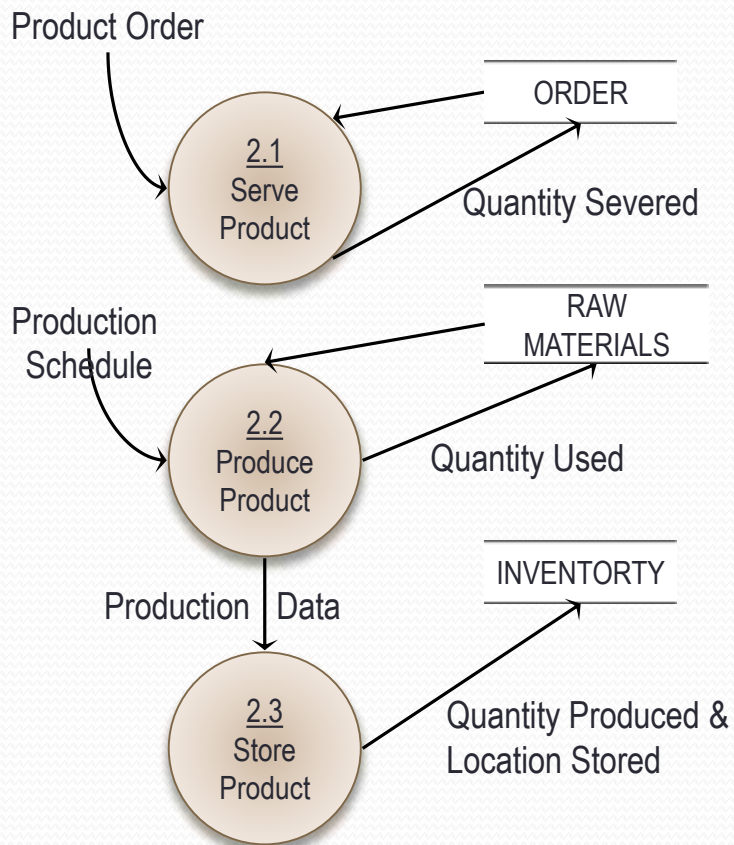 Product Order
ORDER
2.1
Serve
Product
Quantity Severed
Production
Schedule
RAW
MATERIALS
2.2
Produce
Product
Quantity Used
INVENTORTY
Production Data
2.3
Store
Product
Quantity Produced &
Location Stored